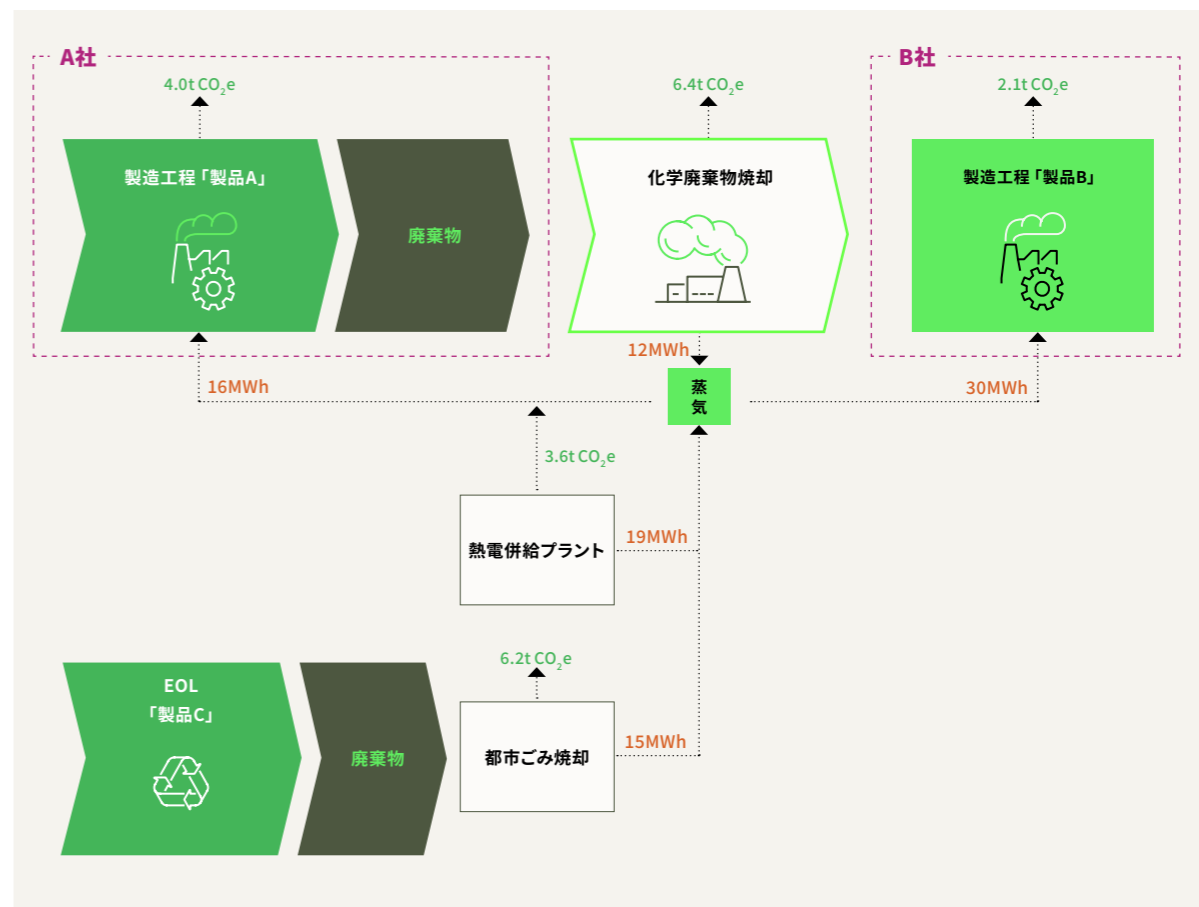 A社
B社
4.0t CO₂e
6.4t CO₂e
2.1t CO₂e
製造工程「製品A」
廃棄物
化学廃棄物焼却
製造工程「製品B」
12MWh
16MWh
蒸
気
30MWh
3.6t CO₂e
熱電併給プラント
19MWh
EOL
「製品C」
廃棄物
6.2t CO₂e
都市ごみ焼却
15MWh